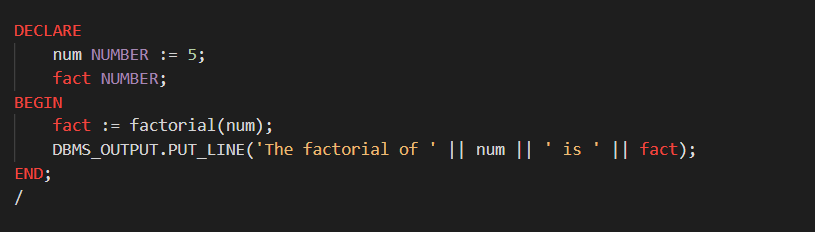 DECLARE
    num NUMBER := 5;
    fact NUMBER;
BEGIN
    fact := factorial(num);
    DBMS_OUTPUT.PUT_LINE('The factorial of ' || num || ' is ' || fact);
END;
/